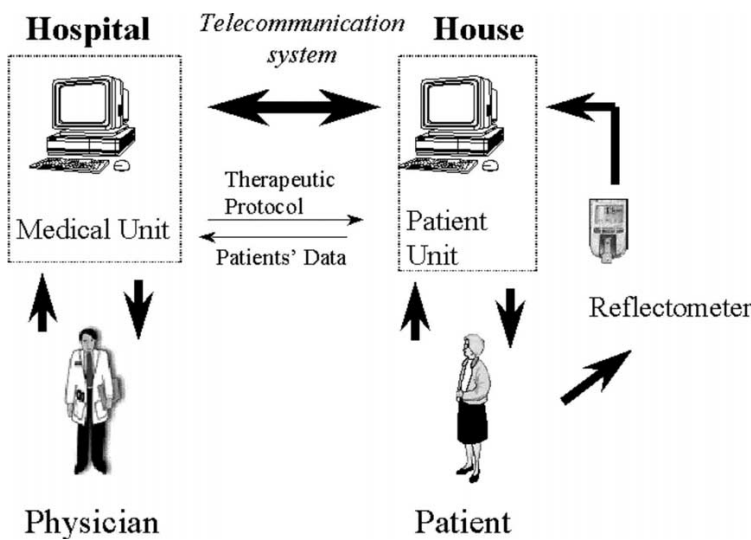 Hospital
Telecommunication
system
House
Therapeutic
Protocol
Medical Unit
Patients’ Data
Patient
Unit
Reflectometer
Physician
Patient